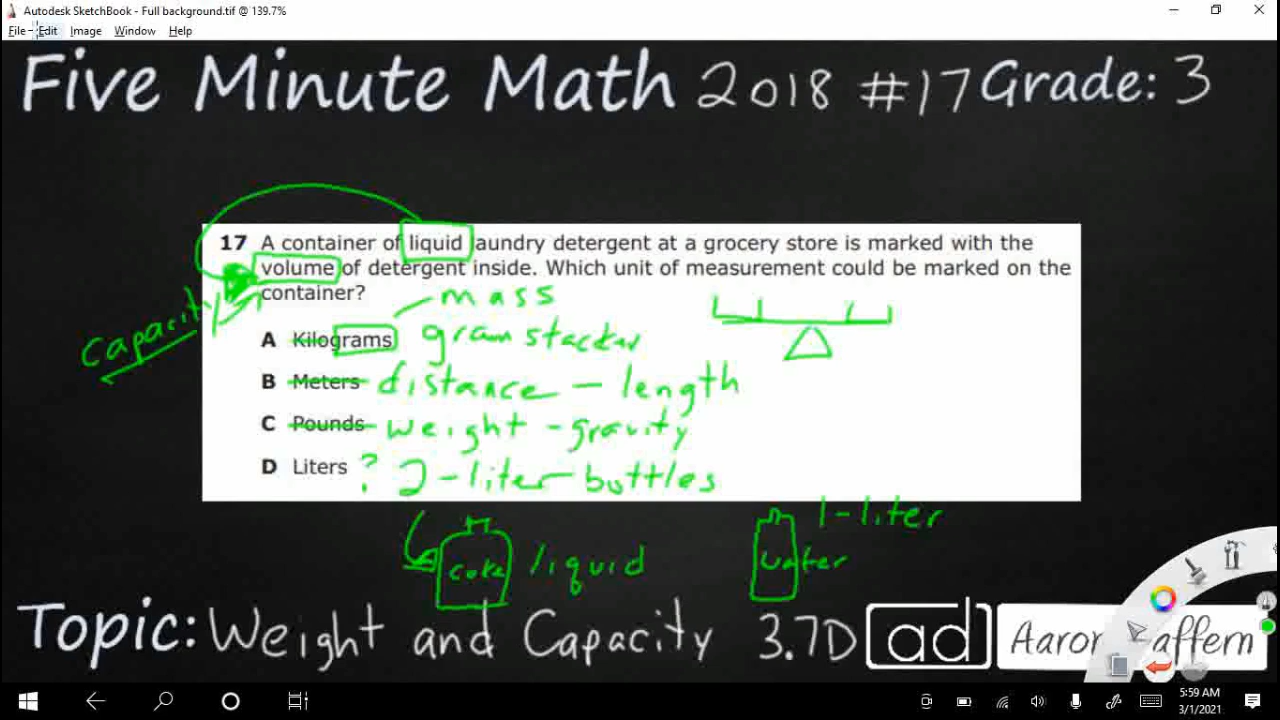 Autodesk SketchBook - Full background.tif @ 139.7%
File Edit Image Window Help
Five Minute Math 2018 #17 Grade: 3
17 A container of liquid laundry detergent at a grocery store is marked with the
volume of detergent inside. Which unit of measurement could be marked on the
container?
mass
capacity
A Kilograms gram stacker
B Meters distance - length
C Pounds weight - gravity
D Liters ? 2-liter bottles
1-liter
coke liquid
water
Topic: Weight and Capacity 3.7D ad Aaron affern
5:59 AM
3/1/2021